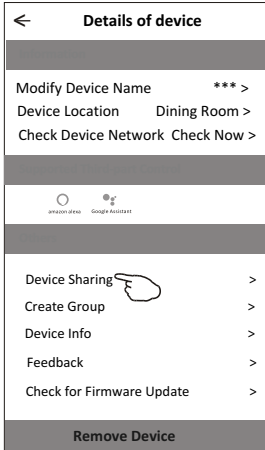 Details of device
Modify Device Name *** >
Device Location Dining Room >
Check Device Network Check Now >
amazon alexa Google Assistant
Device Sharing >
Create Group >
Device Info >
Feedback >
Check for Firmware Update >
Remove Device